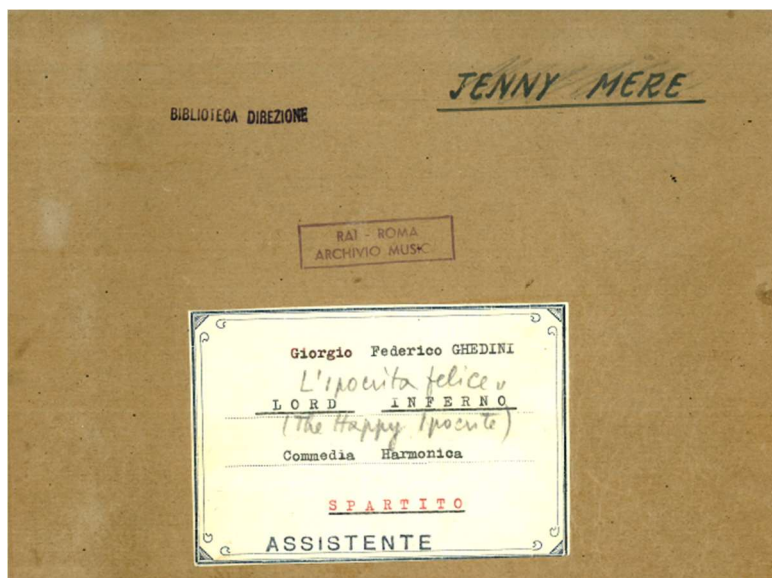 JENNY MERE
BIBLIOTECA DIREZIONE
RAI - ROMA
ARCHIVIO MUSIC
Giorgio Federico GHEDINI
L'ipocrita felice
LORD INFERNO
(The Happy Ipocrite)
Commedia Harmonica
SPARTITO
ASSISTENTE